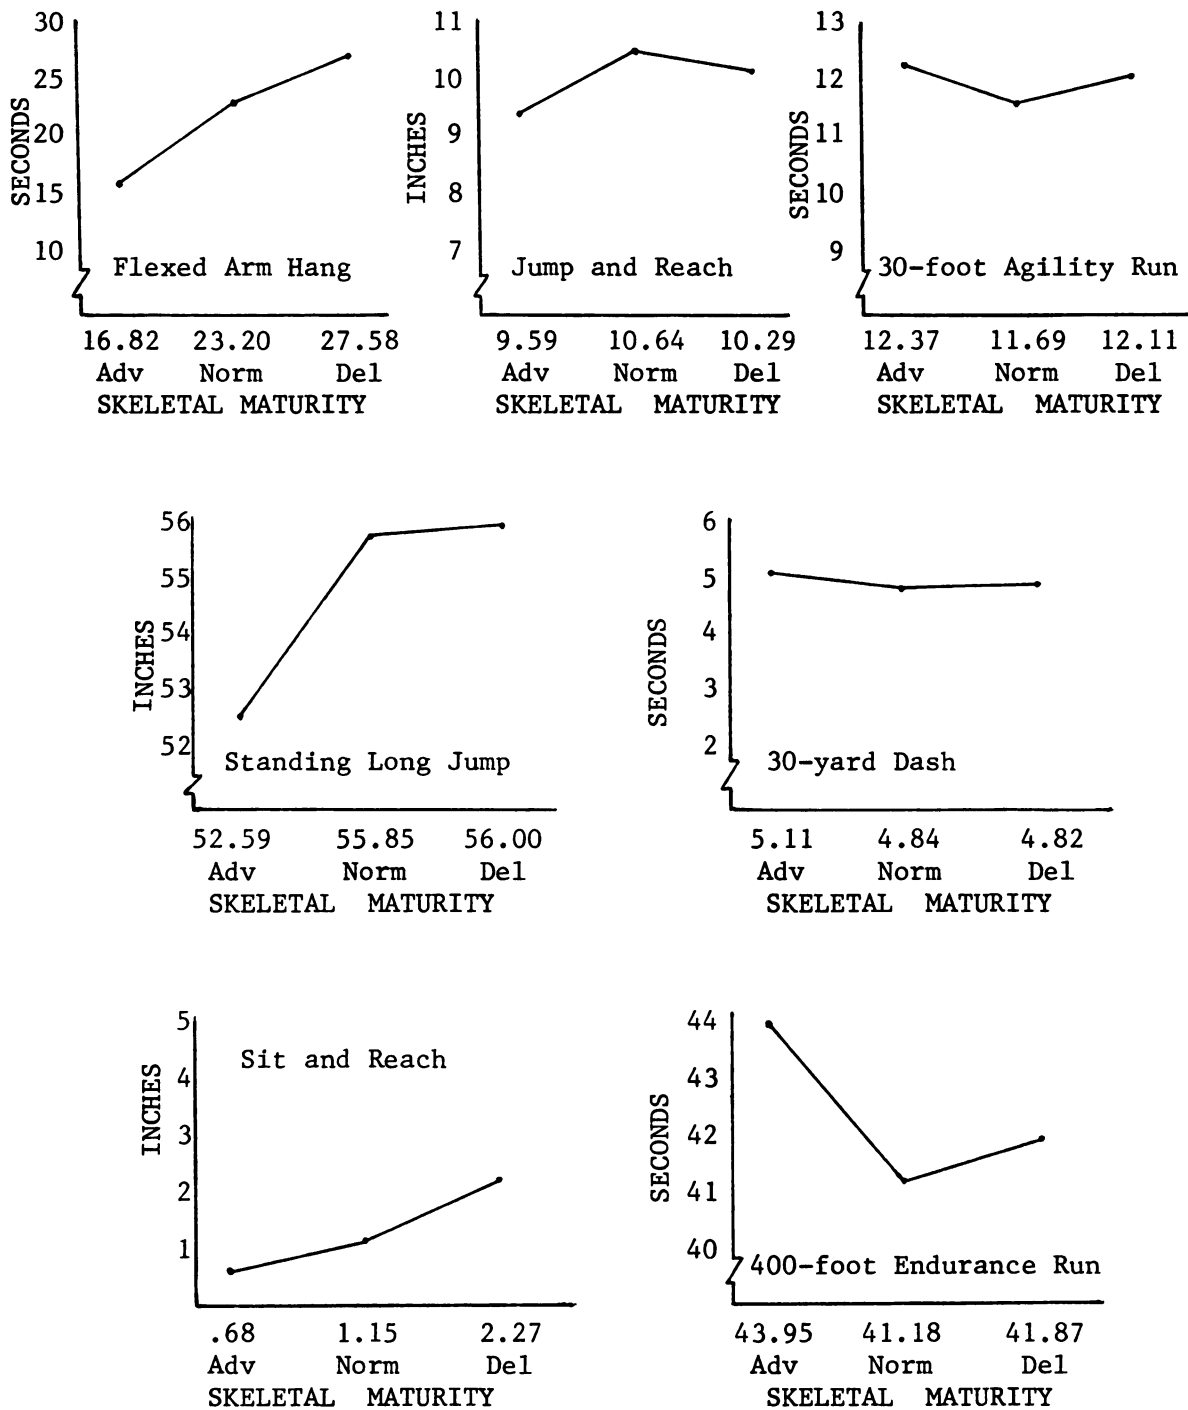 30
25
20
15
10
SECONDS
Flexed Arm Hang
16.82 23.20 27.58
Adv Norm Del
SKELETAL MATURITY
11
10
9
8
7
INCHES
Jump and Reach
9.59 10.64 10.29
Adv Norm Del
SKELETAL MATURITY
13
12
11
10
9
SECONDS
30-foot Agility Run
12.37 11.69 12.11
Adv Norm Del
SKELETAL MATURITY
56
55
54
53
52
INCHES
Standing Long Jump
52.59 55.85 56.00
Adv Norm Del
SKELETAL MATURITY
6
5
4
3
2
SECONDS
30-yard Dash
5.11 4.84 4.82
Adv Norm Del
SKELETAL MATURITY
5
4
3
2
1
INCHES
Sit and Reach
.68 1.15 2.27
Adv Norm Del
SKELETAL MATURITY
44
43
42
41
40
SECONDS
400-foot Endurance Run
43.95 41.18 41.87
Adv Norm Del
SKELETAL MATURITY